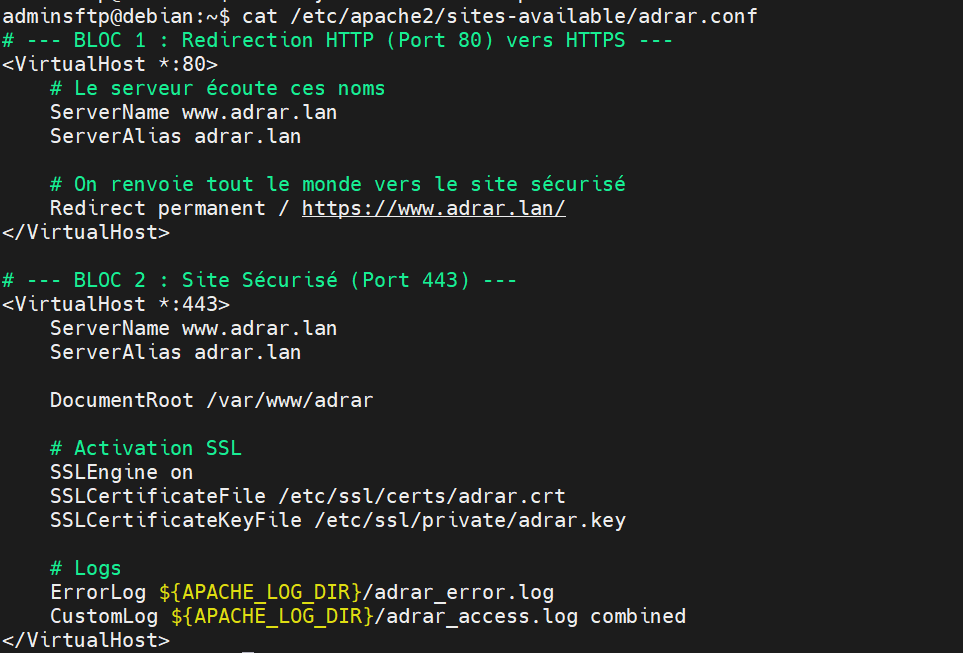 adminsftp@debian:~$ cat /etc/apache2/sites-available/adrar.conf
# --- BLOC 1 : Redirection HTTP (Port 80) vers HTTPS ---
<VirtualHost *:80>
    # Le serveur écoute ces noms
    ServerName www.adrar.lan
    ServerAlias adrar.lan

    # On renvoie tout le monde vers le site sécurisé
    Redirect permanent / https://www.adrar.lan/
</VirtualHost>

# --- BLOC 2 : Site Sécurisé (Port 443) ---
<VirtualHost *:443>
    ServerName www.adrar.lan
    ServerAlias adrar.lan

    DocumentRoot /var/www/adrar

    # Activation SSL
    SSLEngine on
    SSLCertificateFile /etc/ssl/certs/adrar.crt
    SSLCertificateKeyFile /etc/ssl/private/adrar.key

    # Logs
    ErrorLog ${APACHE_LOG_DIR}/adrar_error.log
    CustomLog ${APACHE_LOG_DIR}/adrar_access.log combined
</VirtualHost>